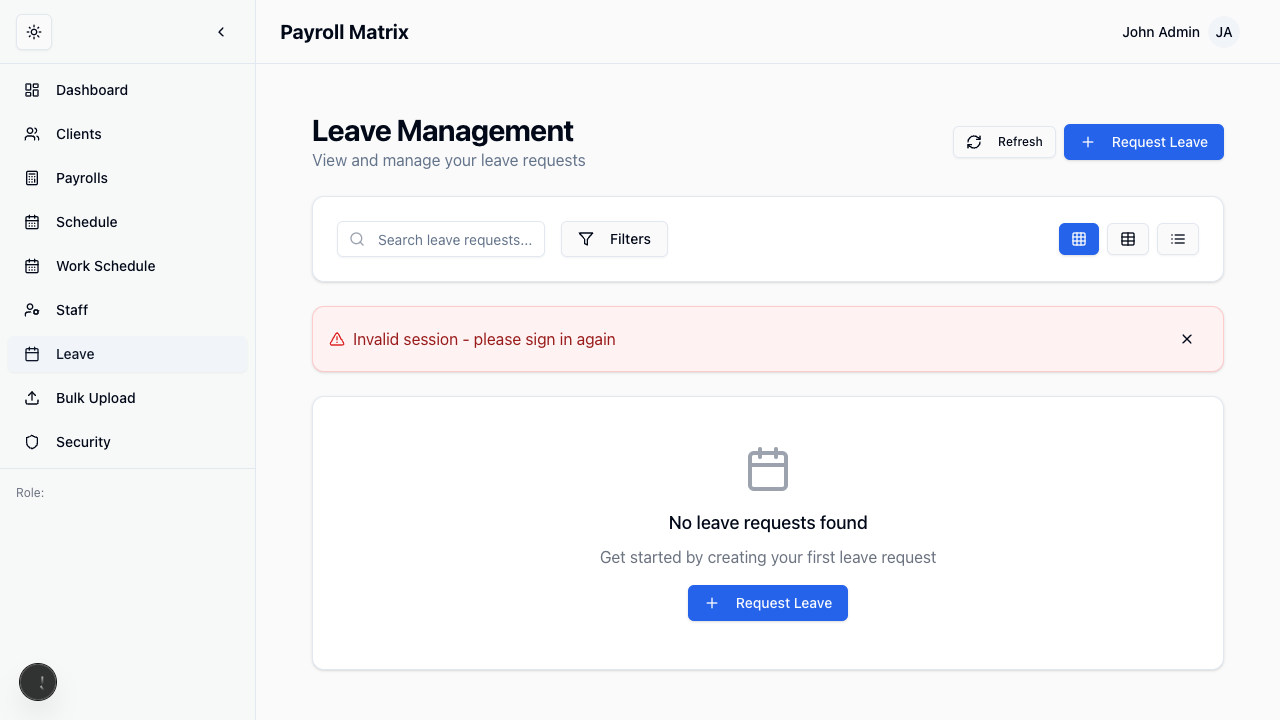 Payroll Matrix
John Admin
JA
Dashboard
Clients
Payrolls
Schedule
Work Schedule
Staff
Leave
Bulk Upload
Security
Role:
Leave Management
View and manage your leave requests
Refresh
Request Leave
Search leave requests...
Filters
Invalid session - please sign in again
No leave requests found
Get started by creating your first leave request
Request Leave